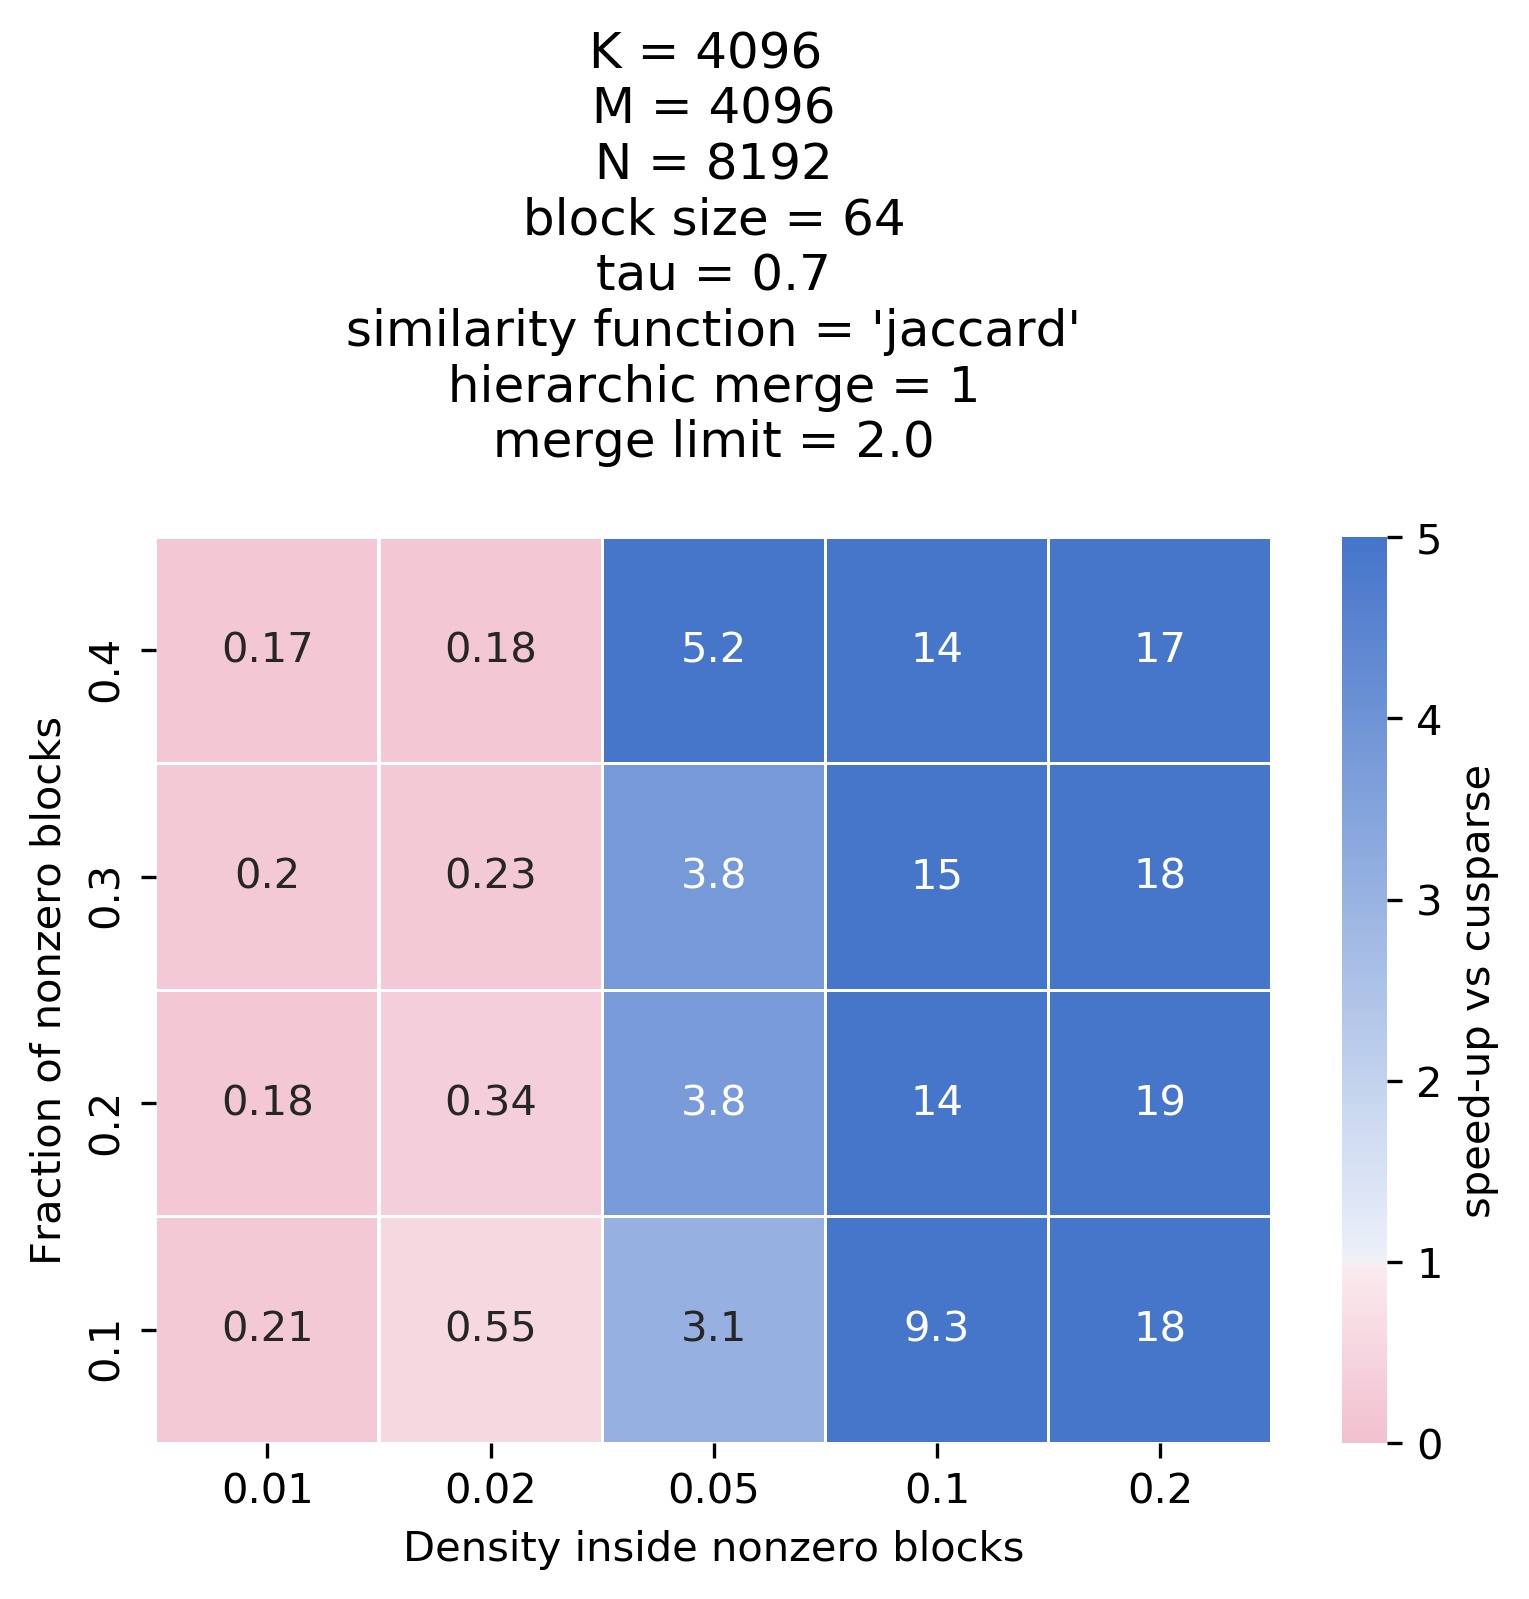 K = 4096
M = 4096
N = 8192
block size = 64
tau = 0.7
similarity function = 'jaccard'
hierarchic merge = 1
merge limit = 2.0
Fraction of nonzero blocks
0.4
0.17 0.18 5.2 14 17
0.3
0.2 0.23 3.8 15 18
0.2
0.18 0.34 3.8 14 19
0.1
0.21 0.55 3.1 9.3 18
0.01 0.02 0.05 0.1 0.2
Density inside nonzero blocks
5
4
3
2
1
0
speed-up vs cusparse